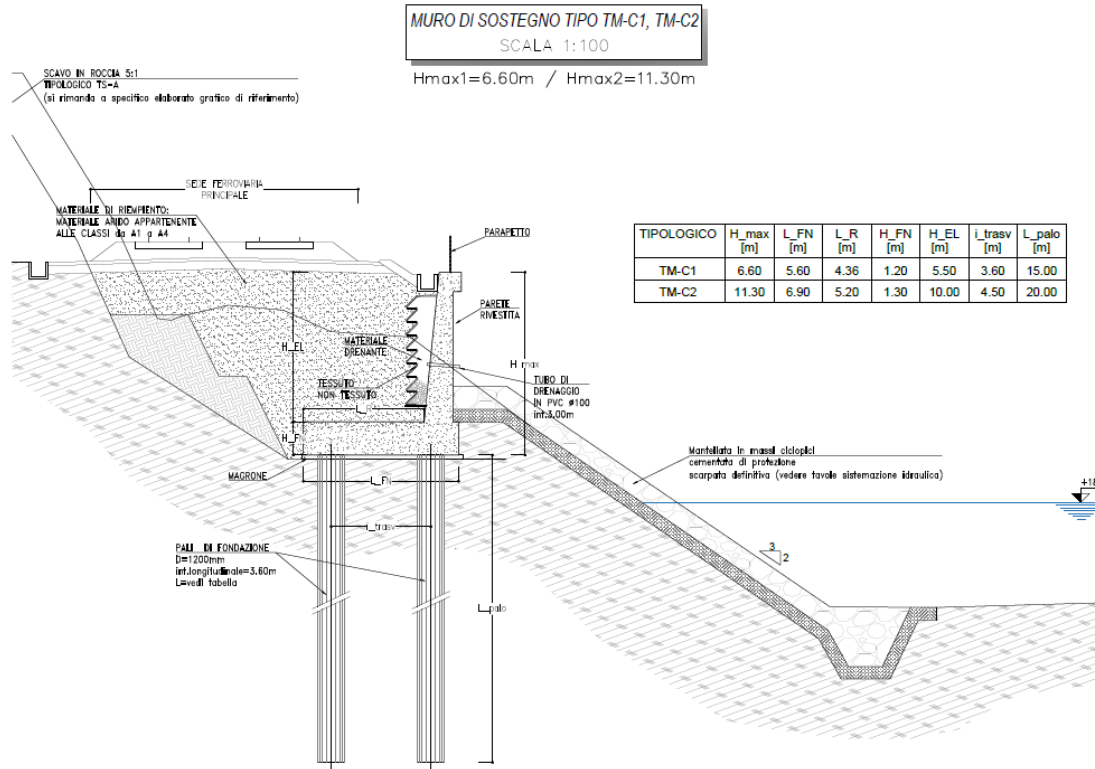 MURO DI SOSTEGNO TIPO TM-C1, TM-C2
SCALA 1:100
Hmax1=6.60m / Hmax2=11.30m
SCAVO IN ROCCIA 5:1
TIPOLOGICO TS-A
(si rimanda a specifico elaborato grafico di riferimento)
SEDE FERROVIARIA
PRINCIPALE
MATERIALE DI RIEMPIENTO:
MATERIALE ARIDO APPARTENENTE
ALLE CLASSI da A1 a A4
PARAPETTO
TIPOLOGICO H_max L_FN L_R H_FN H_EL i_trasv L_palo
[m] [m] [m] [m] [m] [m] [m]
TM-C1 6.60 5.60 4.36 1.20 5.50 3.60 15.00
TM-C2 11.30 6.90 5.20 1.30 10.00 4.50 20.00
PARETE
RIVESTITA
H_EL
MATERIALE
DRENANTE
H_max
TESSUTO
NON TESSUTO
TUBO DI
DRENAGGIO
IN PVC ø100
int.3,00m
MAGRONE
L_FN
Mantellata in massi ciclopici
cementata di protezione
scarpata definitiva (vedere tavole sistemazione idraulica)
+18
i_trasv
PALI DI FONDAZIONE
D=1200mm
int.longitudinale=3.60m
L=vedi tabella
3
2
L_palo